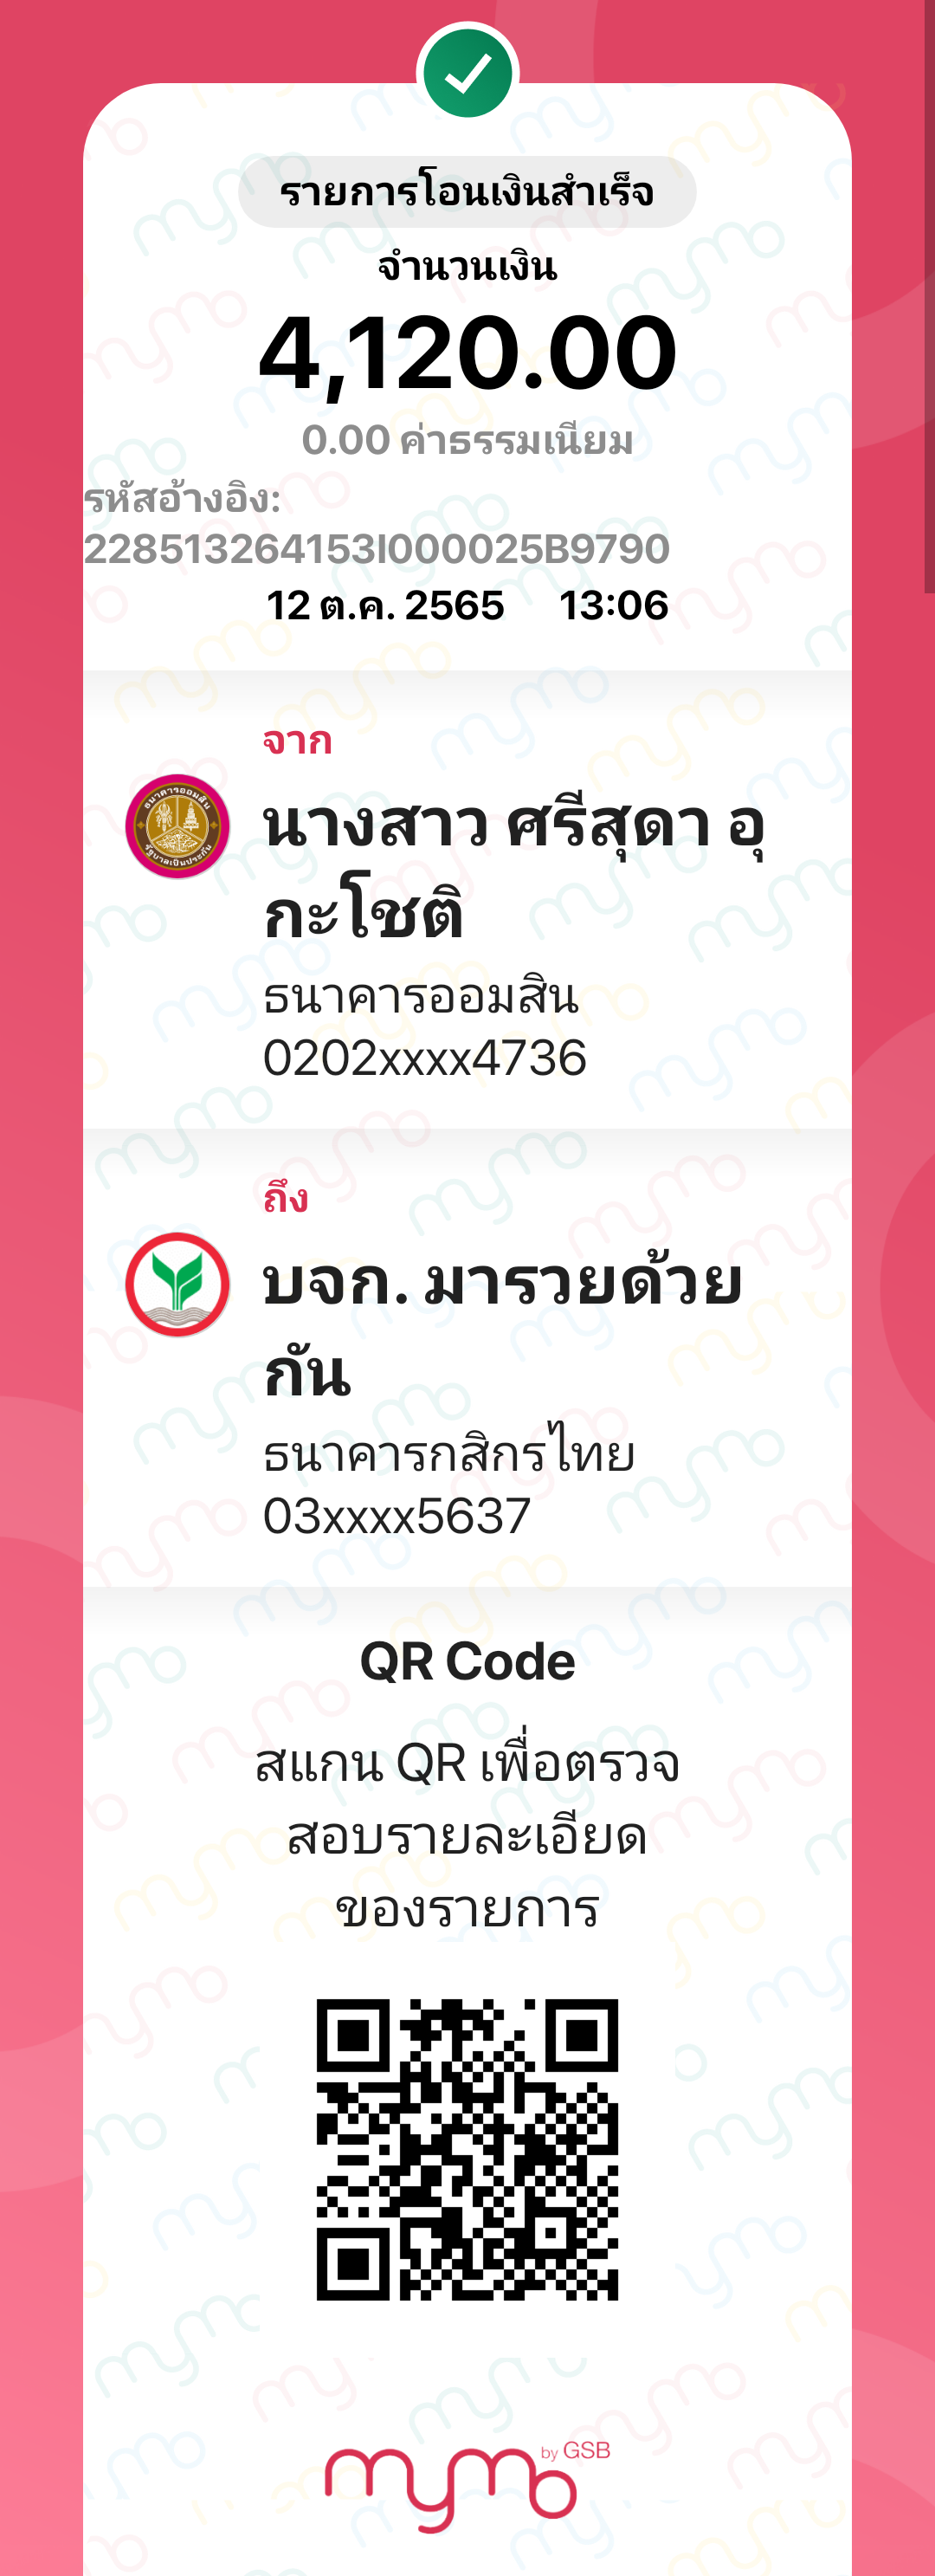 รายการโอนเงินสำเร็จ
จำนวนเงิน
4,120.00
0.00 ค่าธรรมเนียม
รหัสอ้างอิง:
228513264153I000025B9790
12 ต.ค. 2565 13:06
จาก
นางสาว ศรีสุดา อุ
กะโชติ
ธนาคารออมสิน
0202xxxx4736
ถึง
บจก. มารวยด้วย
กัน
ธนาคารกสิกรไทย
03xxxx5637
QR Code
สแกน QR เพื่อตรวจ
สอบรายละเอียด
ของรายการ
mymo by GSB